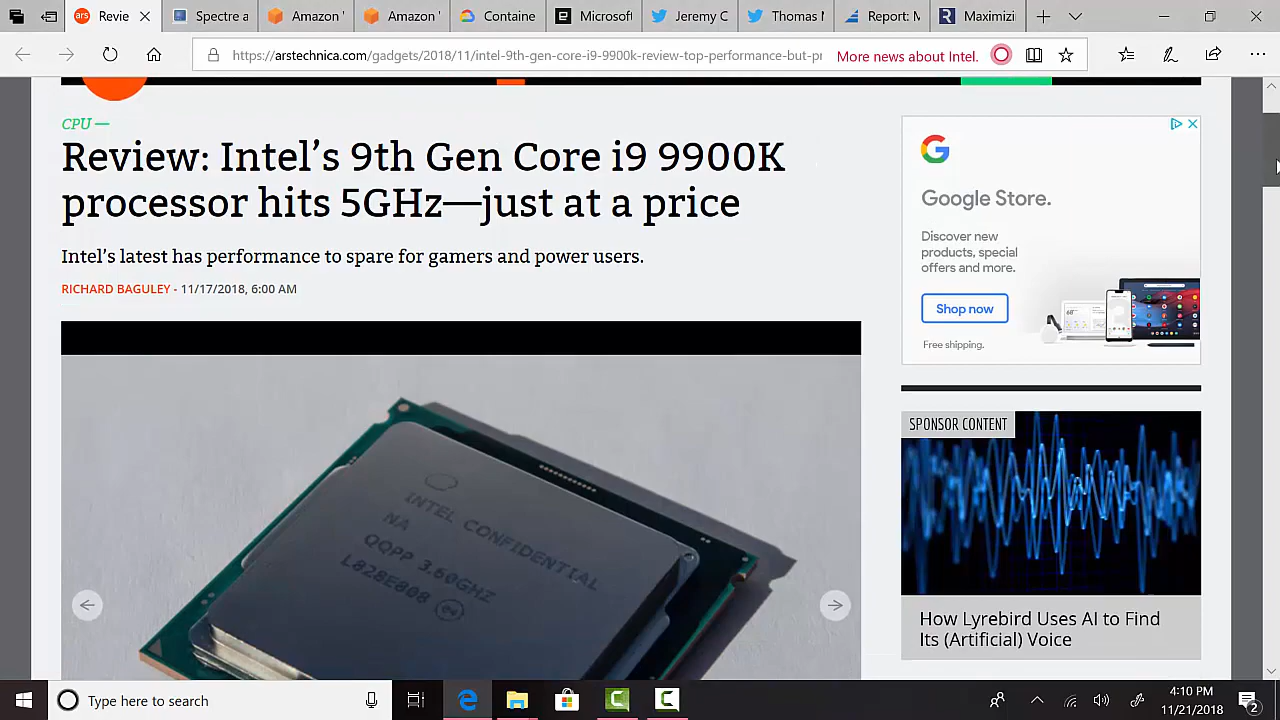 ars
Revie
Spectre a
Amazon '
Amazon '
Containe
Microsoft
Jeremy C
Thomas
Report: M
Maximizi
https://arstechnica.com/gadgets/2018/11/intel-9th-gen-core-i9-9900k-review-top-performance-but-pr
More news about Intel.
CPU —
Review: Intel’s 9th Gen Core i9 9900K
processor hits 5GHz—just at a price
Intel’s latest has performance to spare for gamers and power users.
RICHARD BAGULEY - 11/17/2018, 6:00 AM
INTEL CONFIDENTIAL
NA
QQPP 3.60GHZ
L828E808
Google Store.
Discover new
products, special
offers and more.
Shop now
Free shipping.
SPONSOR CONTENT
How Lyrebird Uses AI to Find
Its (Artificial) Voice
Type here to search
4:10 PM
11/21/2018
2